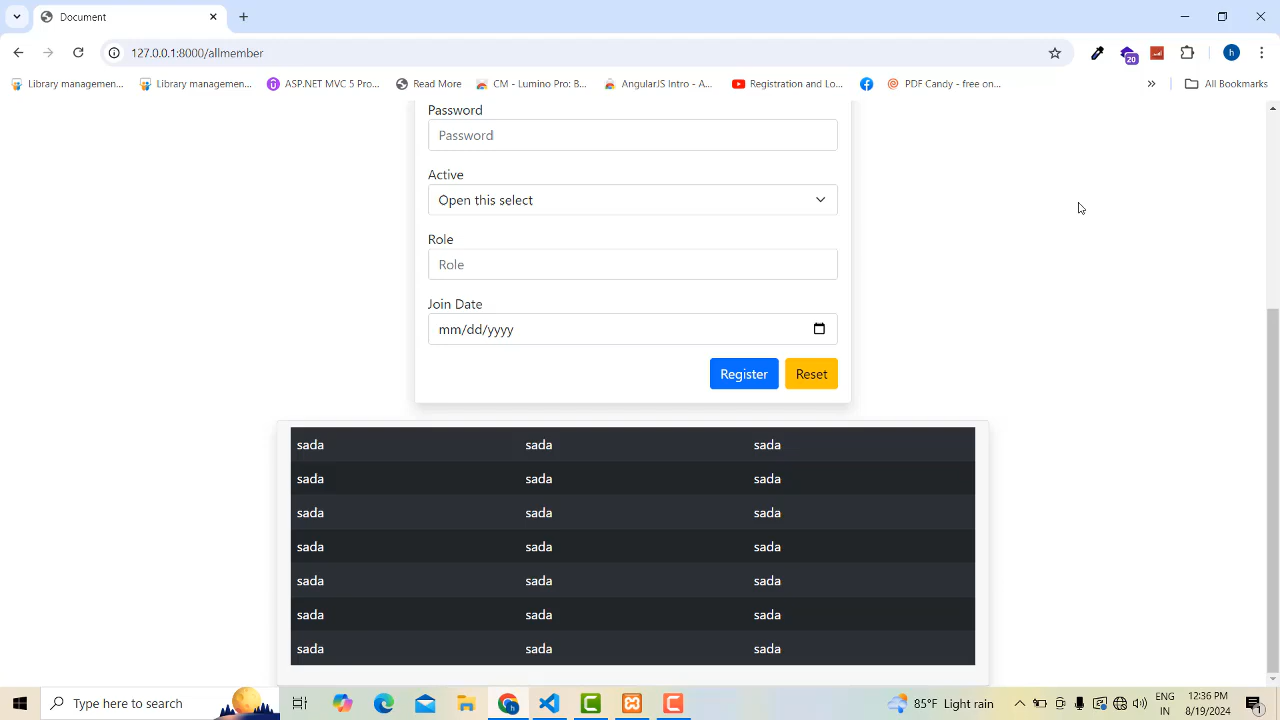 Document
127.0.0.1:8000/allmember
20
h
Library managemen...
Library managemen...
ASP.NET MVC 5 Pro...
Read More
CM - Lumino Pro: B...
AngularJS Intro - A...
Registration and Lo...
PDF Candy - free on...
»
All Bookmarks
Password
Password
Active
Open this select
Role
Role
Join Date
mm/dd/yyyy
Register Reset
sada sada sada
sada sada sada
sada sada sada
sada sada sada
sada sada sada
sada sada sada
sada sada sada
Type here to search
85°F Light rain
ENG
IN
12:36 PM
8/19/2024
1